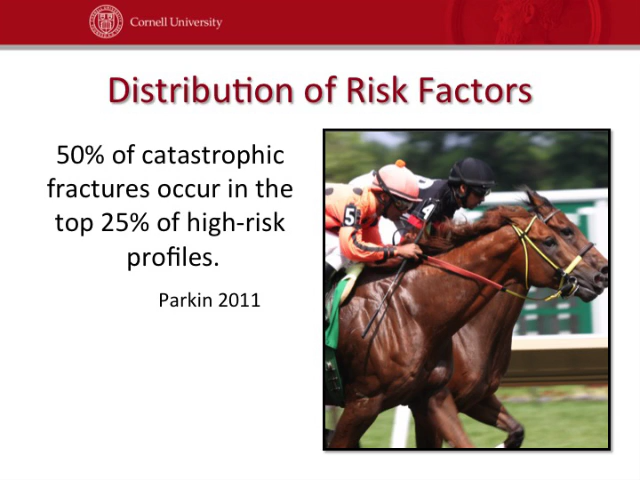 Cornell University
Distribution of Risk Factors
50% of catastrophic
fractures occur in the
top 25% of high-risk
profiles.
Parkin 2011
5
4